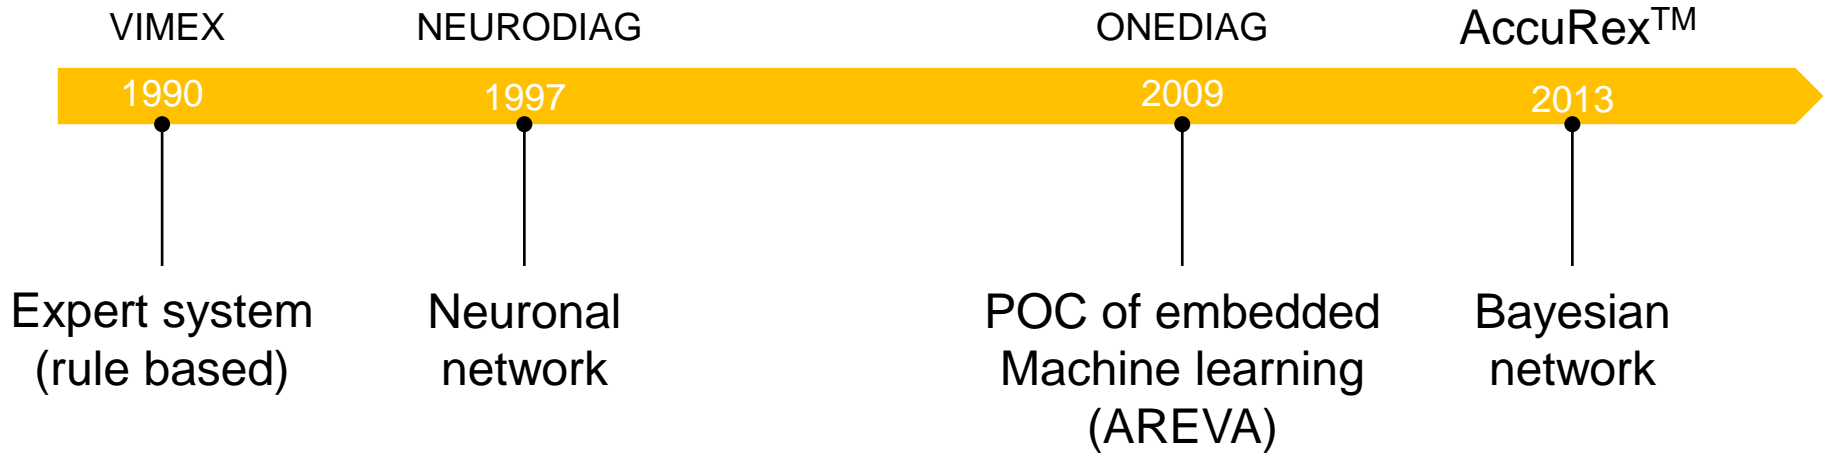 VIMEX
NEURODIAG
ONEDIAG
AccuRex™
1990
1997
2009
2013
Expert system
(rule based)
Neuronal
network
POC of embedded
Machine learning
(AREVA)
Bayesian
network